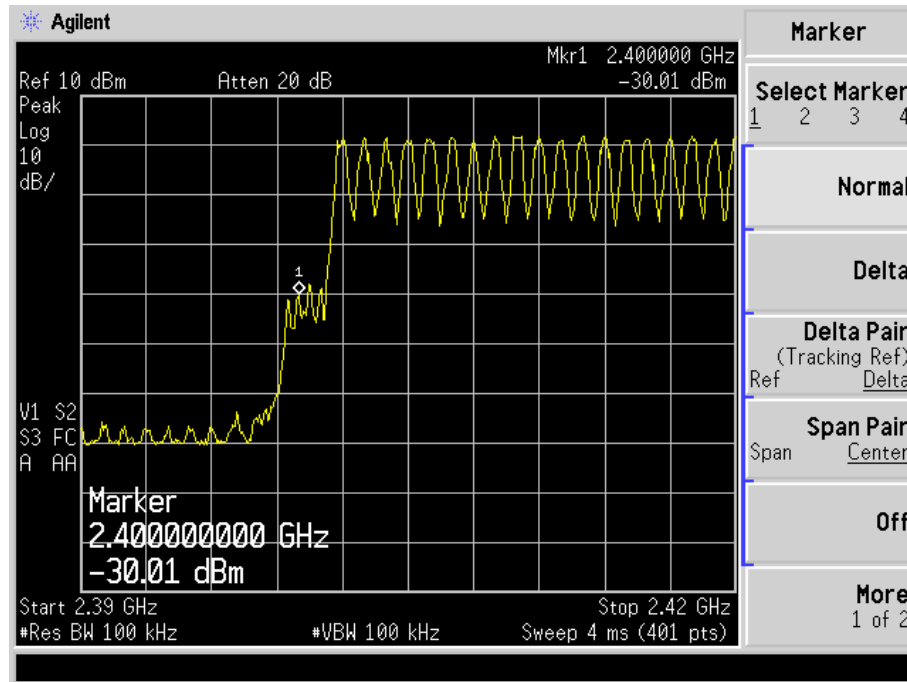 Agilent
Marker
Mkr1 2.400000 GHz
Ref 10 dBm Atten 20 dB -30.01 dBm
Peak
Log
10
dB/
1
V1 S2
S3 FC
A AA
Marker
2.400000000 GHz
-30.01 dBm
Start 2.39 GHz Stop 2.42 GHz
#Res BW 100 kHz #VBW 100 kHz Sweep 4 ms (401 pts)
Select Marker
1 2 3 4
Normal
Delta
Delta Pair
(Tracking Ref)
Ref Delta
Span Pair
Span Center
Off
More
1 of 2